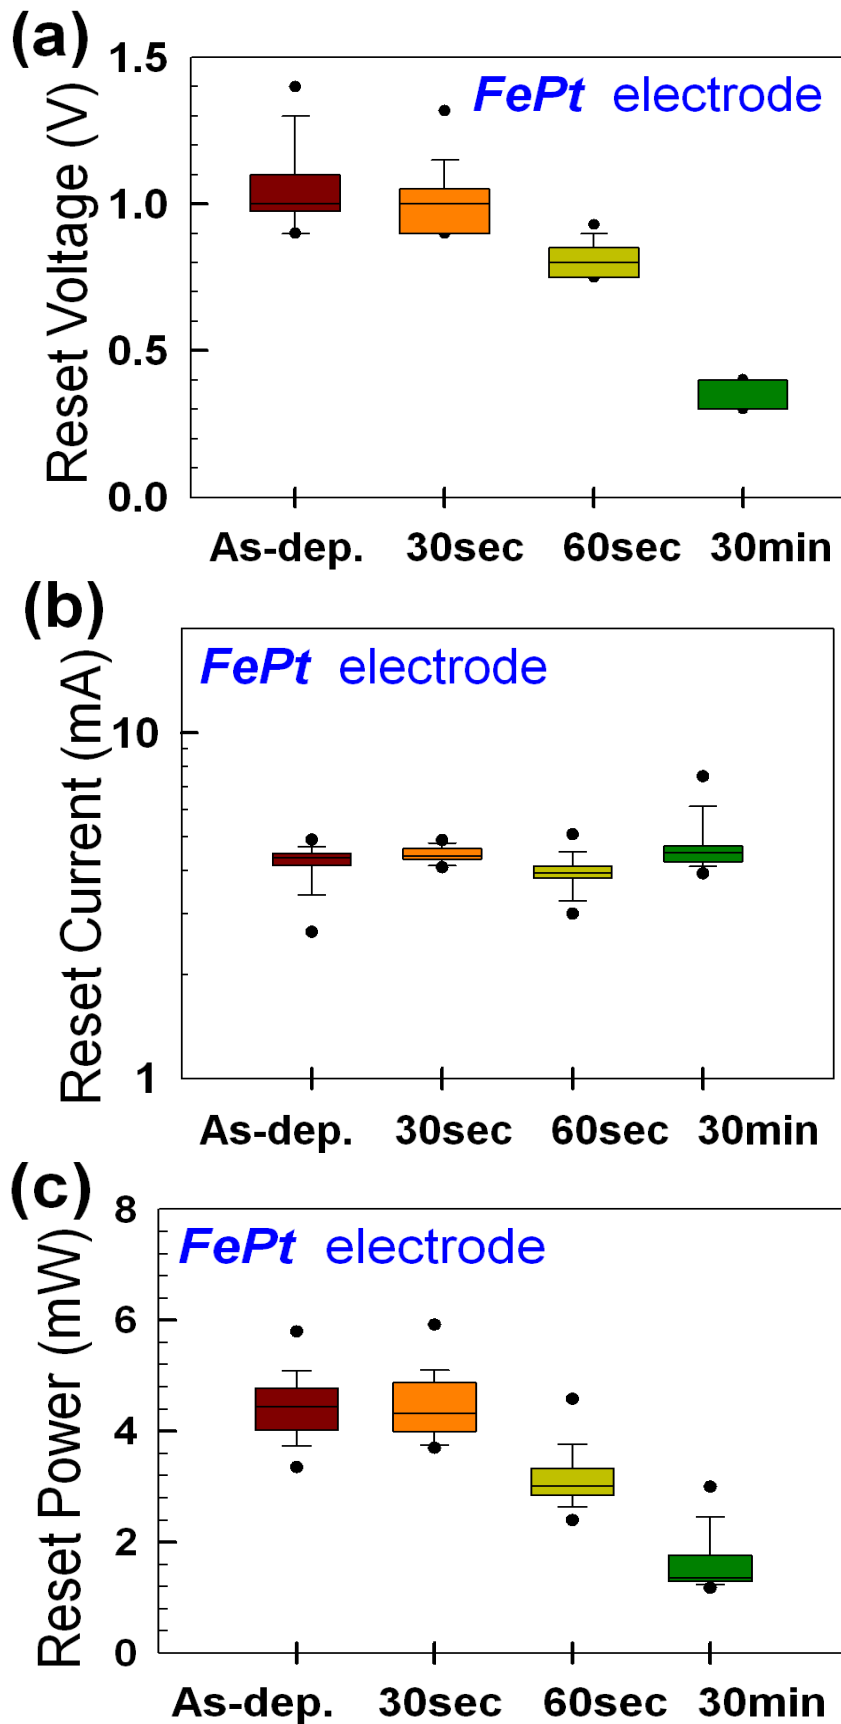 (a)
Reset Voltage (V)
1.5
1.0
0.5
0.0
FePt electrode
As-dep. 30sec 60sec 30min
(b)
Reset Current (mA)
10
1
FePt electrode
As-dep. 30sec 60sec 30min
(c)
Reset Power (mW)
8
6
4
2
0
FePt electrode
As-dep. 30sec 60sec 30min